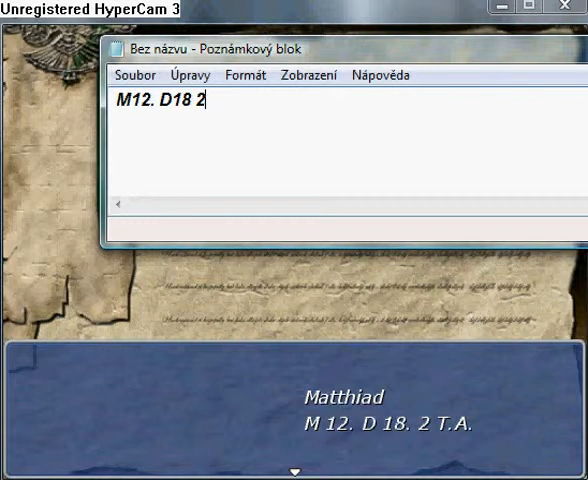 Unregistered HyperCam 3
Bez názvu - Poznámkový blok
Soubor Úpravy Formát Zobrazení Nápověda
M12. D18 2
Matthiad
M 12. D 18. 2 T.A.